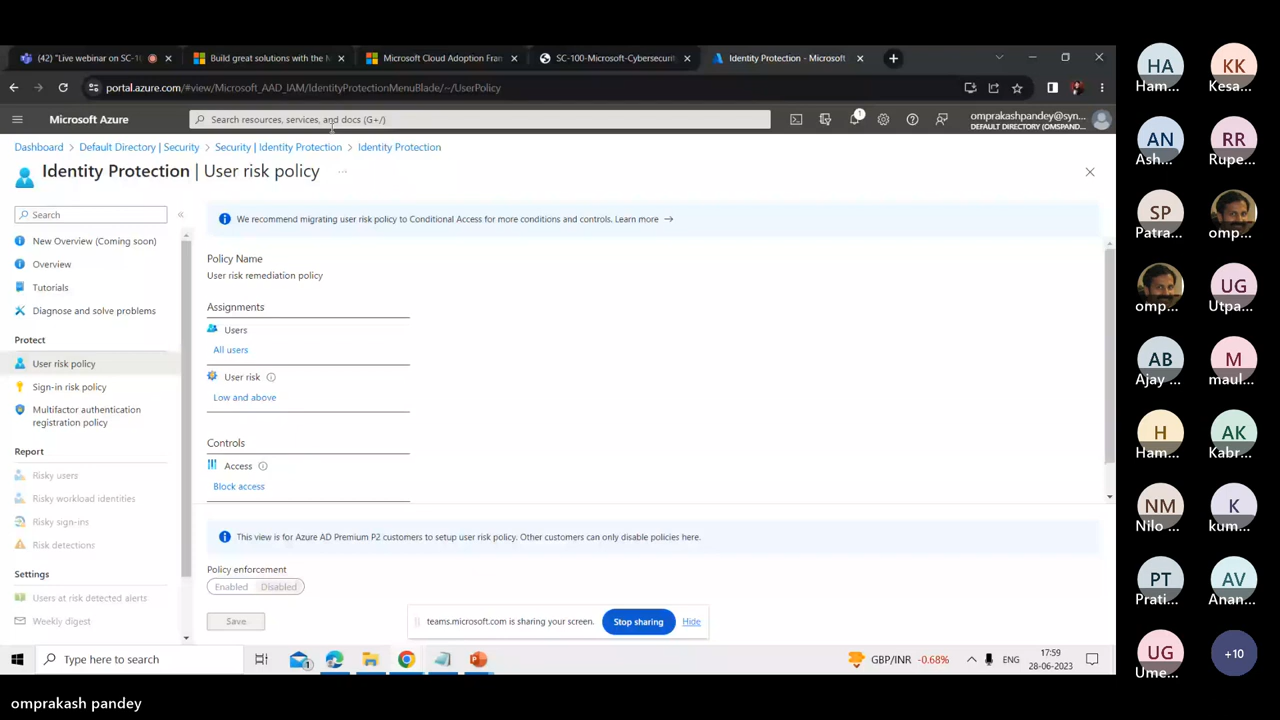 (42) "Live webinar on SC-1
Build great solutions with the M
Microsoft Cloud Adoption Fran
SC-100-Microsoft-Cybersecurit
Identity Protection - Microsoft
portal.azure.com/#view/Microsoft_AAD_IAM/IdentityProtectionMenuBlade/~/UserPolicy
Microsoft Azure
Search resources, services, and docs (G+/)
1
omprakashpandey@syn...
DEFAULT DIRECTORY (OMSPAND...
Dashboard > Default Directory | Security > Security | Identity Protection > Identity Protection
Identity Protection | User risk policy ...
Search
New Overview (Coming soon)
Overview
Tutorials
Diagnose and solve problems
Protect
User risk policy
Sign-in risk policy
Multifactor authentication
registration policy
Report
Risky users
Risky workload identities
Risky sign-ins
Risk detections
Settings
Users at risk detected alerts
Weekly digest
We recommend migrating user risk policy to Conditional Access for more conditions and controls. Learn more →
Policy Name
User risk remediation policy
Assignments
Users
All users
User risk
Low and above
Controls
Access
Block access
This view is for Azure AD Premium P2 customers to setup user risk policy. Other customers can only disable policies here.
Policy enforcement
Enabled Disabled
Save
teams.microsoft.com is sharing your screen.
Stop sharing
Hide
Type here to search
1
GBP/INR -0.68%
ENG
17:59
28-06-2023
omprakash pandey
HA KK
Ham... Kesa...
AN RR
Ash... Rupe...
SP
Patra... omp...
UG
omp... Utpa...
AB M
Ajay ... maul...
H AK
Ham... Kabr...
NM K
Nilo ... kum...
PT AV
Prati... Anan...
UG +10
Ume...